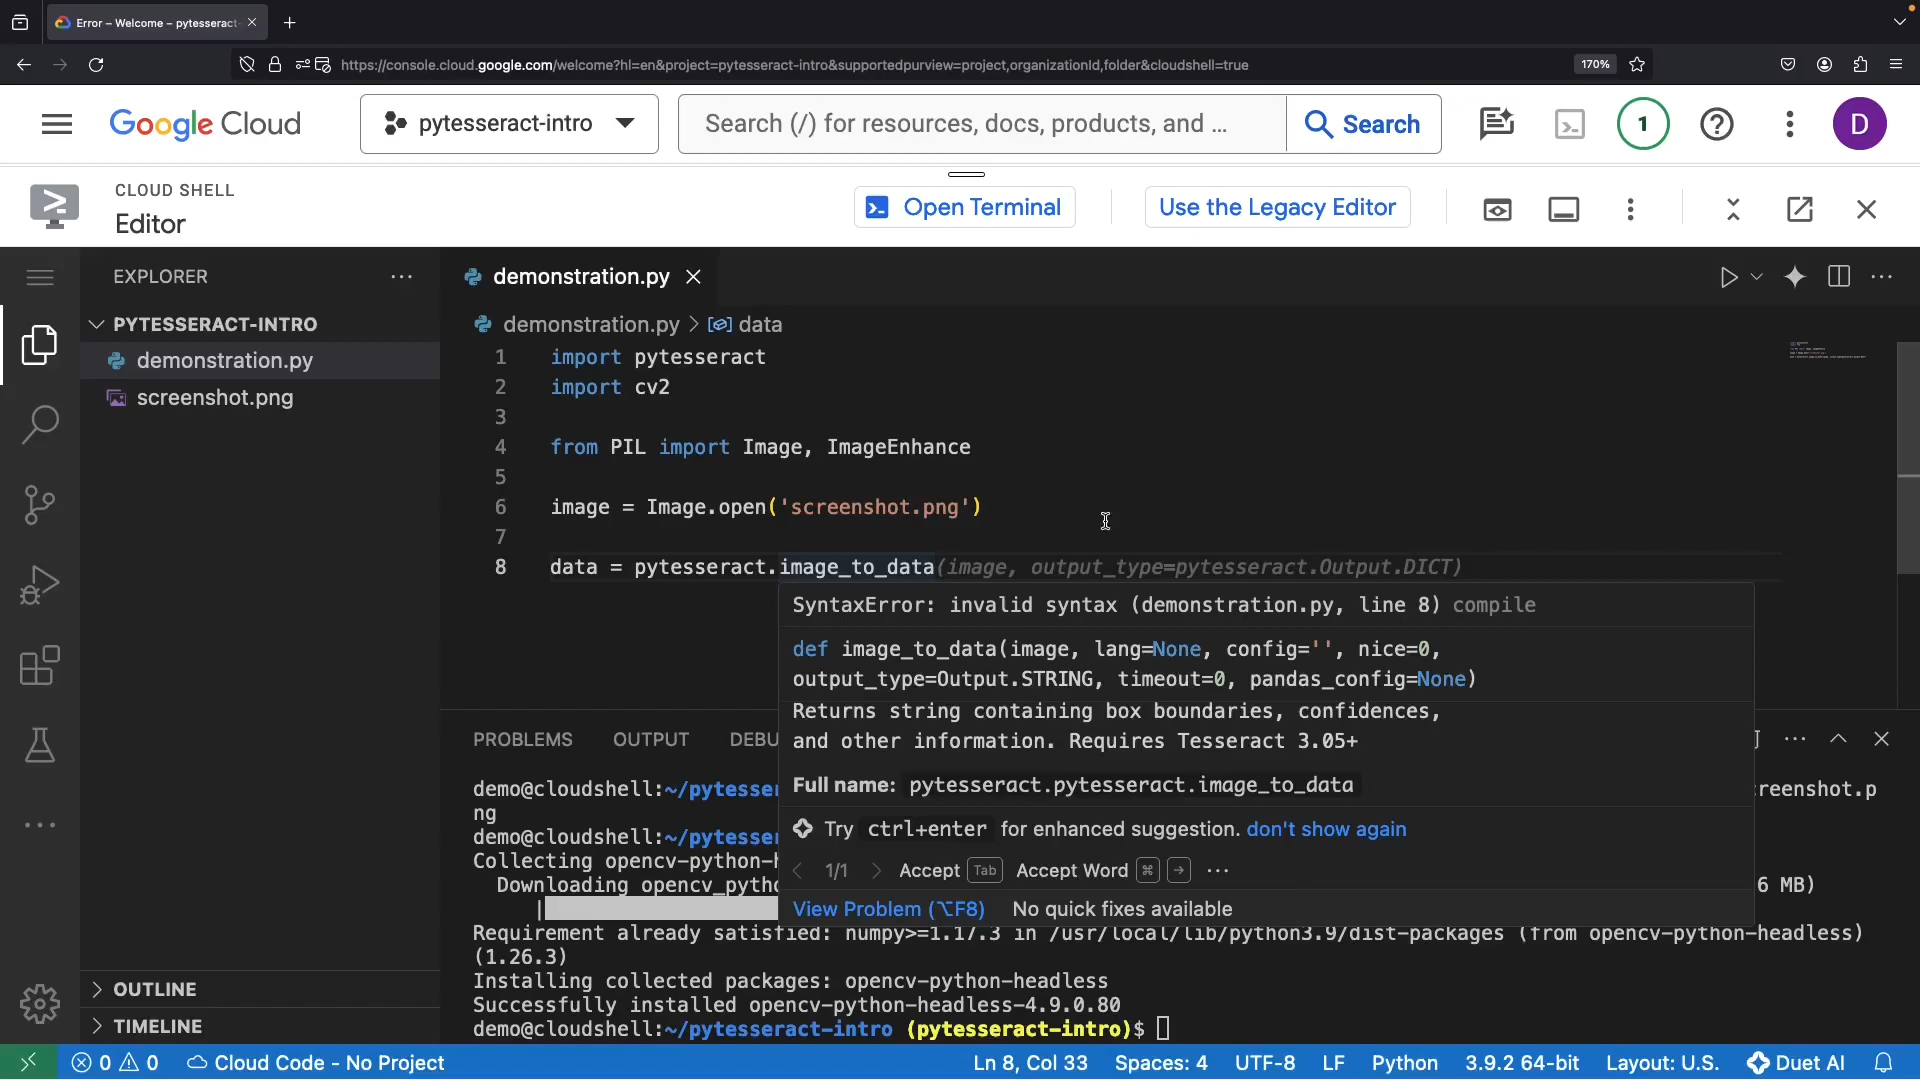 Error – Welcome – pytesseract-
https://console.cloud.google.com/welcome?hl=en&project=pytesseract-intro&supportedpurview=project,organizationId,folder&cloudshell=true
170%
Google Cloud
pytesseract-intro
Search (/) for resources, docs, products, and ...
Search
1
D
CLOUD SHELL
Editor
Open Terminal
Use the Legacy Editor
EXPLORER
PYTESSERACT-INTRO
demonstration.py
screenshot.png
OUTLINE
TIMELINE
demonstration.py
demonstration.py > data
1 import pytesseract
2 import cv2
3
4 from PIL import Image, ImageEnhance
5
6 image = Image.open('screenshot.png')
7
8 data = pytesseract.image_to_data(image, output_type=pytesseract.Output.DICT)
SyntaxError: invalid syntax (demonstration.py, line 8) compile
def image_to_data(image, lang=None, config='', nice=0,
output_type=Output.STRING, timeout=0, pandas_config=None)
Returns string containing box boundaries, confidences,
and other information. Requires Tesseract 3.05+
Full name: pytesseract.pytesseract.image_to_data
Try ctrl+enter for enhanced suggestion. don't show again
1/1 Accept Tab Accept Word ⌘ → ...
View Problem (⌥F8) No quick fixes available
PROBLEMS OUTPUT DEBU
demo@cloudshell:~/pytesser reenshot.p
ng
demo@cloudshell:~/pytesser
Collecting opencv-python-h
Downloading opencv_pytho 6 MB)
Requirement already satisfied: numpy>=1.17.3 in /usr/local/lib/python3.9/dist-packages (from opencv-python-headless)
(1.26.3)
Installing collected packages: opencv-python-headless
Successfully installed opencv-python-headless-4.9.0.80
demo@cloudshell:~/pytesseract-intro (pytesseract-intro)$
0 0 Cloud Code - No Project Ln 8, Col 33 Spaces: 4 UTF-8 LF Python 3.9.2 64-bit Layout: U.S. Duet AI